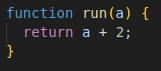 function run(a) {
  return a + 2;
}